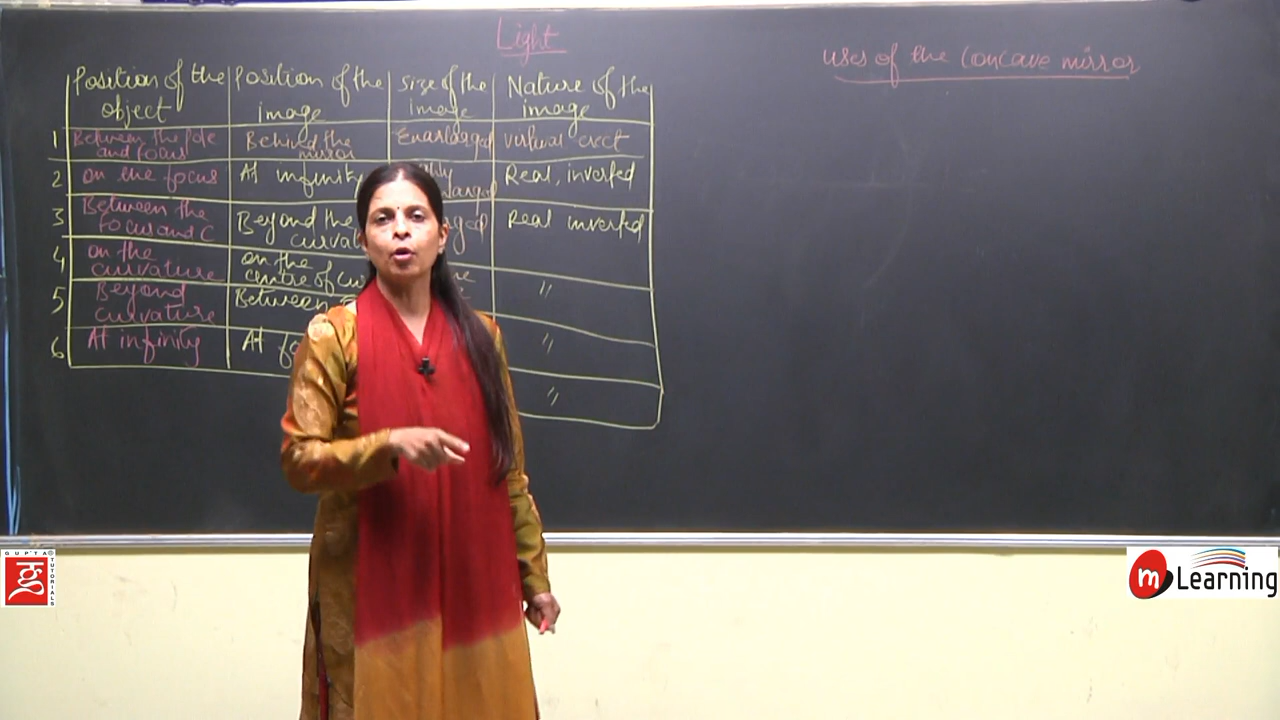 Light
uses of the Concave mirror
Position of the object
Position of the image
Size of the image
Nature of the image
1
Between the Pole and focus
Behind the mirror
Enarlarged
Virtual erect
2
on the focus
At infinity
Real, inverted
3
Between the Focus and C
Beyond the
Real inverted
4
on the curvature
on the centre of
5
Beyond curvature
Between
"
6
At infinity
At
"
"
GUPTA
TUTORIALS
m Learning